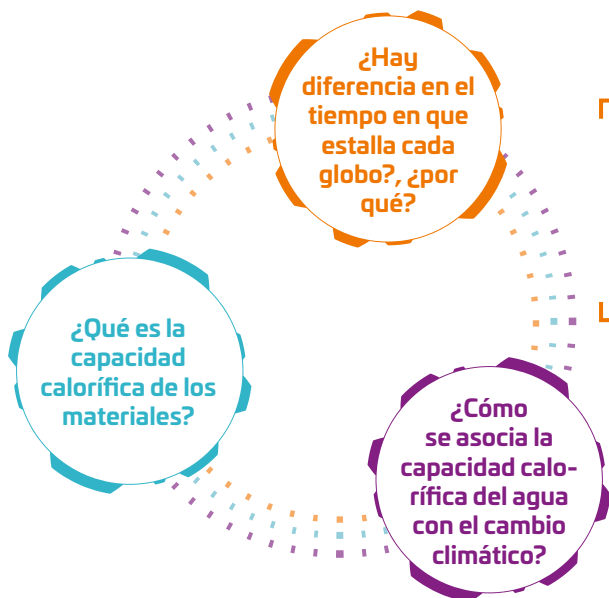 ¿Hay
diferencia en el
tiempo en que
estalla cada
globo?, ¿por
qué?
¿Qué es la
capacidad
calorífica de los
materiales?
¿Cómo
se asocia la
capacidad calo-
rífica del agua
con el cambio
climático?